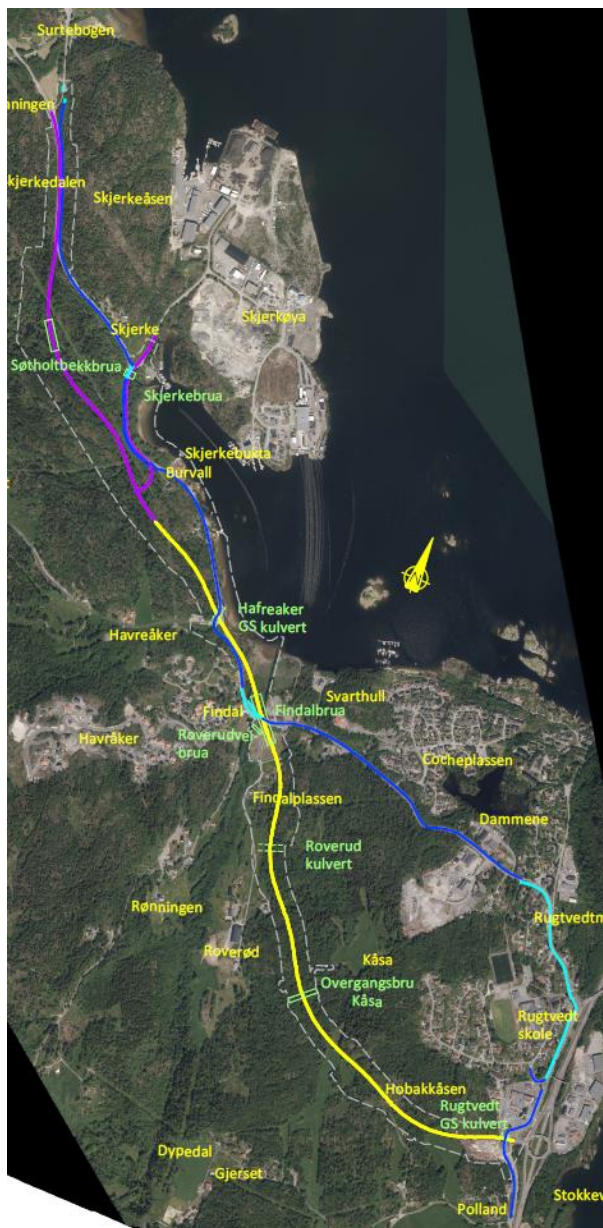 Surtebogen
nningen
kjerkedalen
Skjerkeåsen
Skjerkøya
Skjerke
Søtholtbekkbrua
Skjerkebrua
Skjerkebukta
Burvall
Hafreaker
GS kulvert
Havreåker
Svarthull
Findal
Findalbrua
Roverudvei
brua
Havråker
Cocheplassen
Findalplassen
Dammene
Roverud
kulvert
Rønningen
Rugtvedtm
Roverød
Kåsa
Overgangsbru
Kåsa
Rugtvedt
skole
Hobakkåsen
Rugtvedt
GS kulvert
Dypedal
Gjerset
Polland
Stokkev